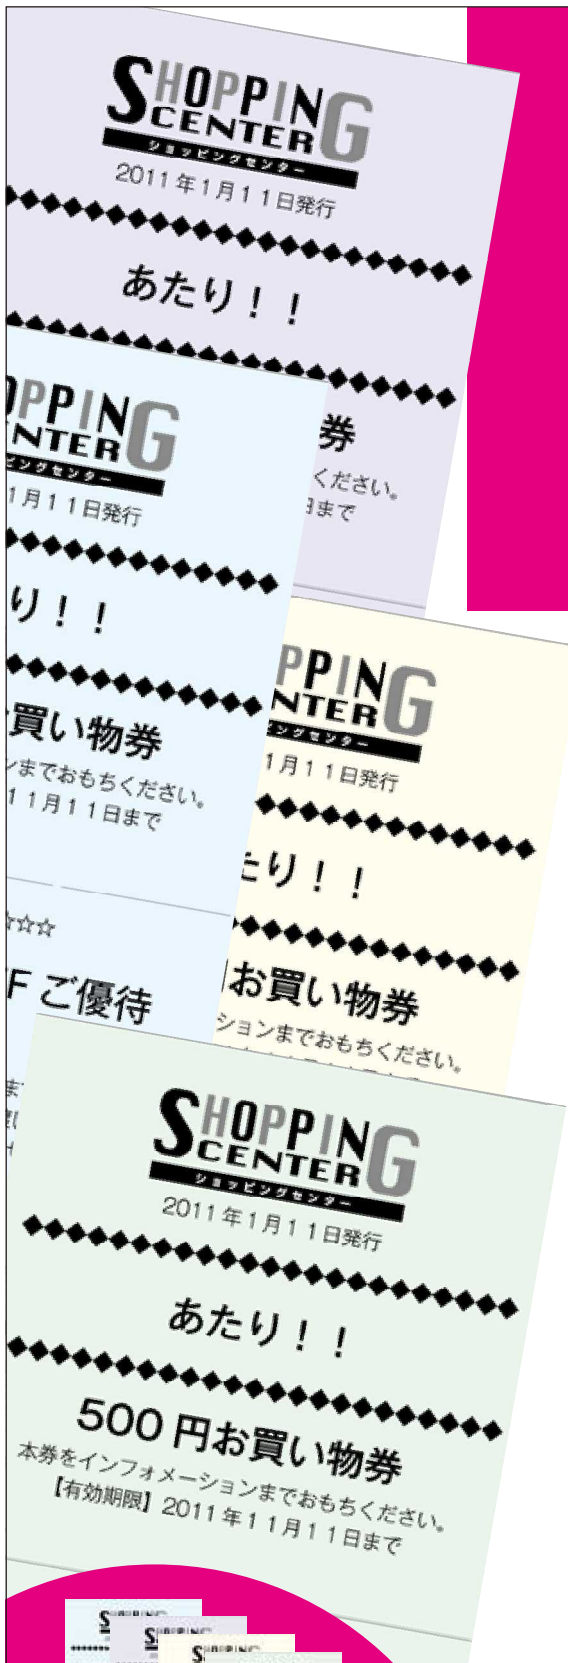 SHOPPING
CENTER
ショッピングセンター
2011年1月11日発行
あたり！！
券
ください。
日まで
OPPING
NTER
ピングセンター
1月11日発行
り！！
買い物券
ンまでおもちください。
11月11日まで
☆☆
F ご優待
PPING
NTER
ングセンター
1月11日発行
たり！！
お買い物券
ションまでおもちください。
SHOPPING
CENTER
ショッピングセンター
2011年1月11日発行
あたり！！
500円お買い物券
本券をインフォメーションまでおもちください。
【有効期限】2011年11月11日まで